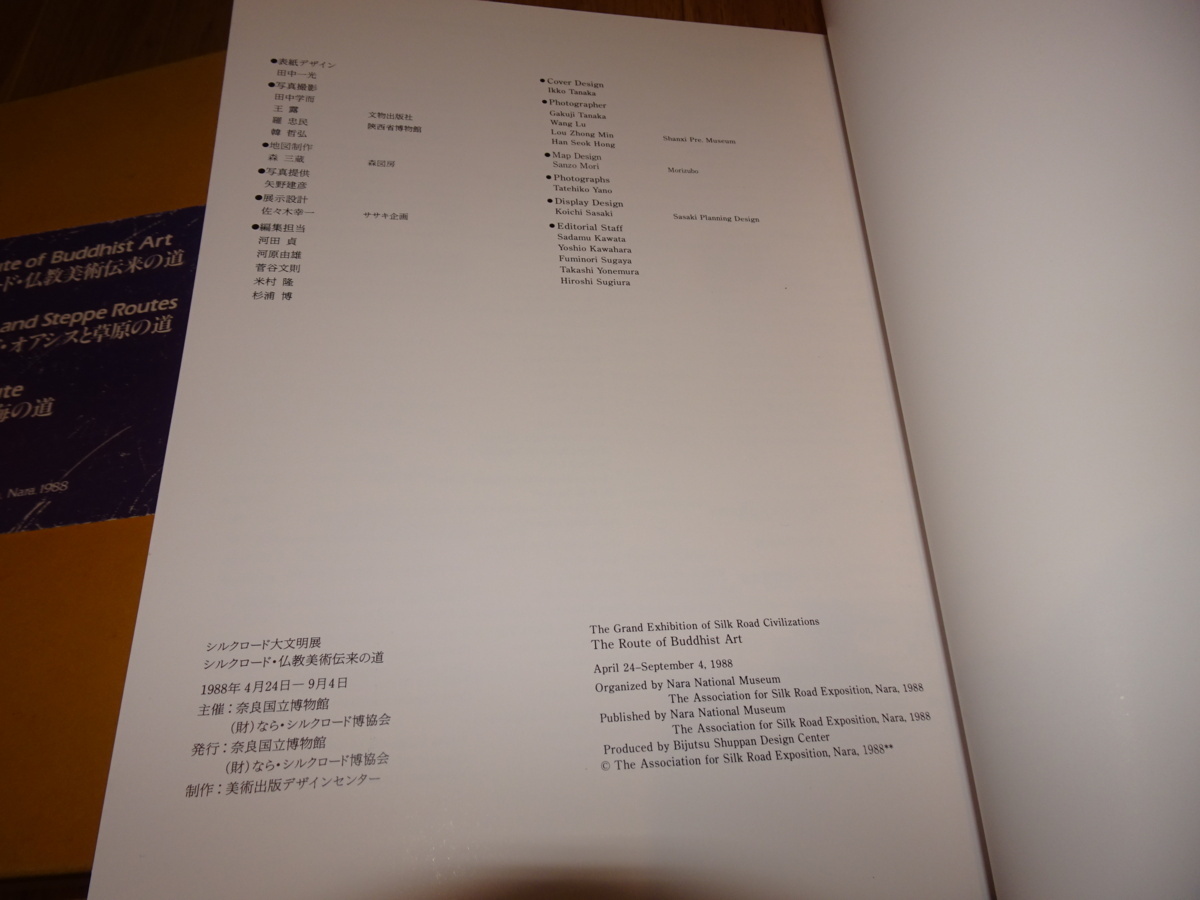 ●表紙デザイン
田中一光
●写真撮影
田中学而
王 露 文物出版社
羅 忠民 陝西省博物館
韓 哲弘
●地図制作
森 三蔵 森図房
●写真提供
矢野建彦
●展示設計
佐々木幸一 ササキ企画
●編集担当
河田 貞
河原由雄
菅谷文則
米村 隆
杉浦 博
●Cover Design
Ikko Tanaka
●Photographer
Gakuji Tanaka
Wang Lu
Lou Zhong Min Shanxi Pre. Museum
Han Seok Hong
●Map Design
Sanzo Mori Morizubo
●Photographs
Tatehiko Yano
●Display Design
Koichi Sasaki Sasaki Planning Design
●Editorial Staff
Sadamu Kawata
Yoshio Kawahara
Fuminori Sugaya
Takashi Yonemura
Hiroshi Sugiura
シルクロード大文明展
シルクロード・仏教美術伝来の道
1988年4月24日―9月4日
主催：奈良国立博物館
（財）なら・シルクロード博協会
発行：奈良国立博物館
（財）なら・シルクロード博協会
制作：美術出版デザインセンター
The Grand Exhibition of Silk Road Civilizations
The Route of Buddhist Art
April 24–September 4, 1988
Organized by Nara National Museum
The Association for Silk Road Exposition, Nara, 1988
Published by Nara National Museum
The Association for Silk Road Exposition, Nara, 1988
Produced by Bijutsu Shuppan Design Center
© The Association for Silk Road Exposition, Nara, 1988**
ute of Buddhist Art
ード・仏教美術伝来の道
and Steppe Routes
・オアシスと草原の道
ute
海の道
Nara, 1988